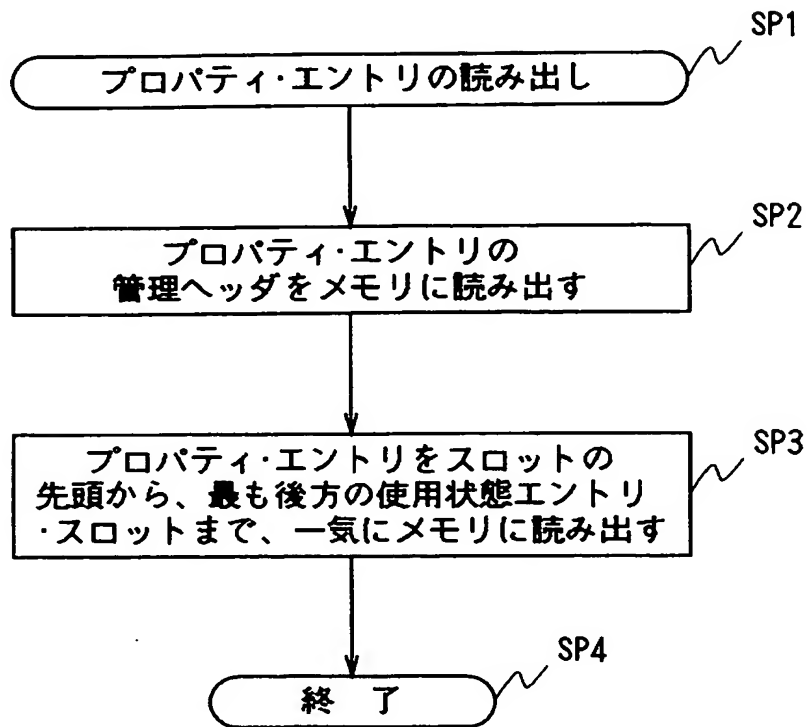 SP1
プロパティ・エントリの読み出し
SP2
プロパティ・エントリの
管理ヘッダをメモリに読み出す
SP3
プロパティ・エントリをスロットの
先頭から、最も後方の使用状態エントリ
・スロットまで、一気にメモリに読み出す
SP4
終 了